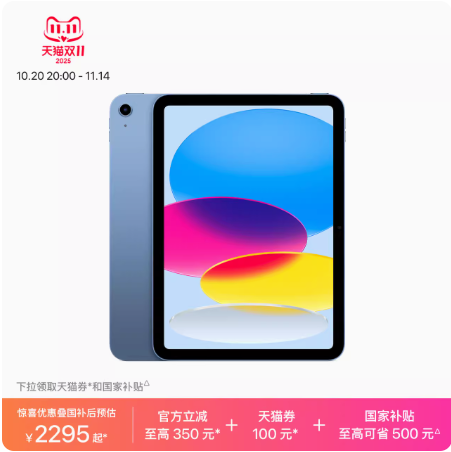 11.11
天猫双11
2025
10.20 20:00 - 11.14
下拉领取天猫券*和国家补贴△
惊喜优惠叠国补后预估
¥2295起*
官方立减
至高 350 元*
+
天猫券
100 元*
+
国家补贴
至高可省 500 元△